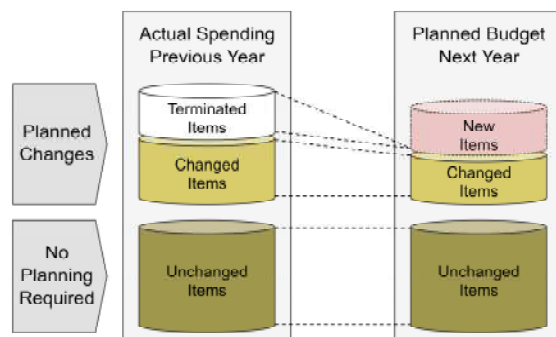 Actual Spending
Previous Year
Planned Budget
Next Year
Planned
Changes
Terminated
Items
New
Items
Changed
Items
Changed
Items
No
Planning
Required
Unchanged
Items
Unchanged
Items